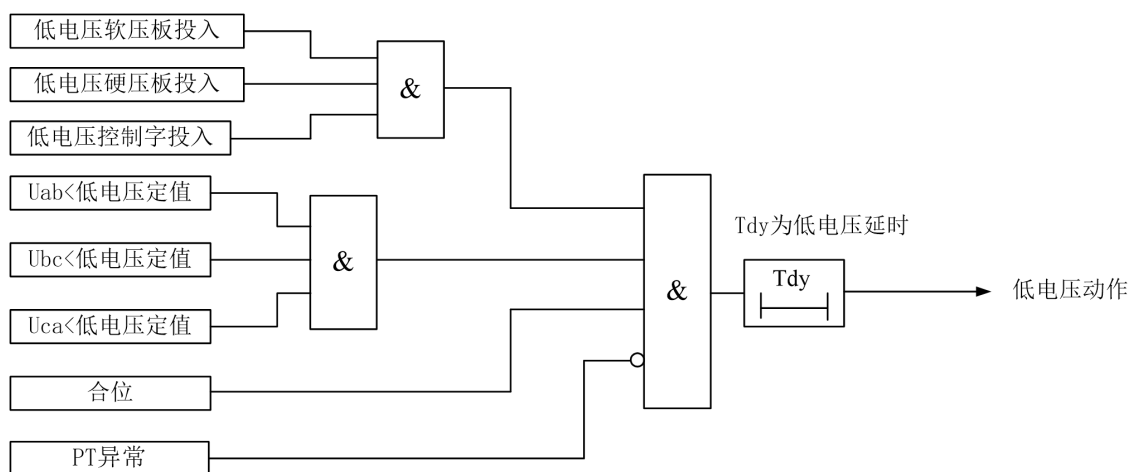 低电压软压板投入
低电压硬压板投入
低电压控制字投入
&
Uab<低电压定值
Ubc<低电压定值
Uca<低电压定值
&
合位
PT异常
&
Tdy为低电压延时
Tdy
低电压动作